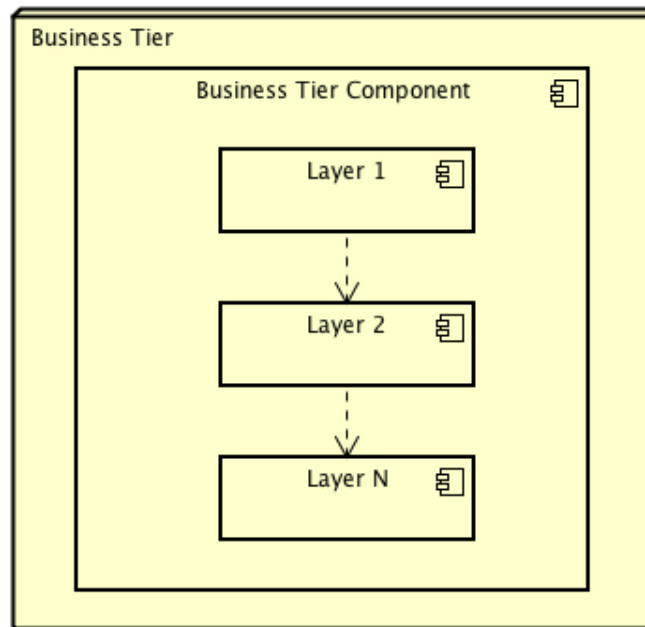 Business Tier
Business Tier Component
Layer 1
Layer 2
Layer N